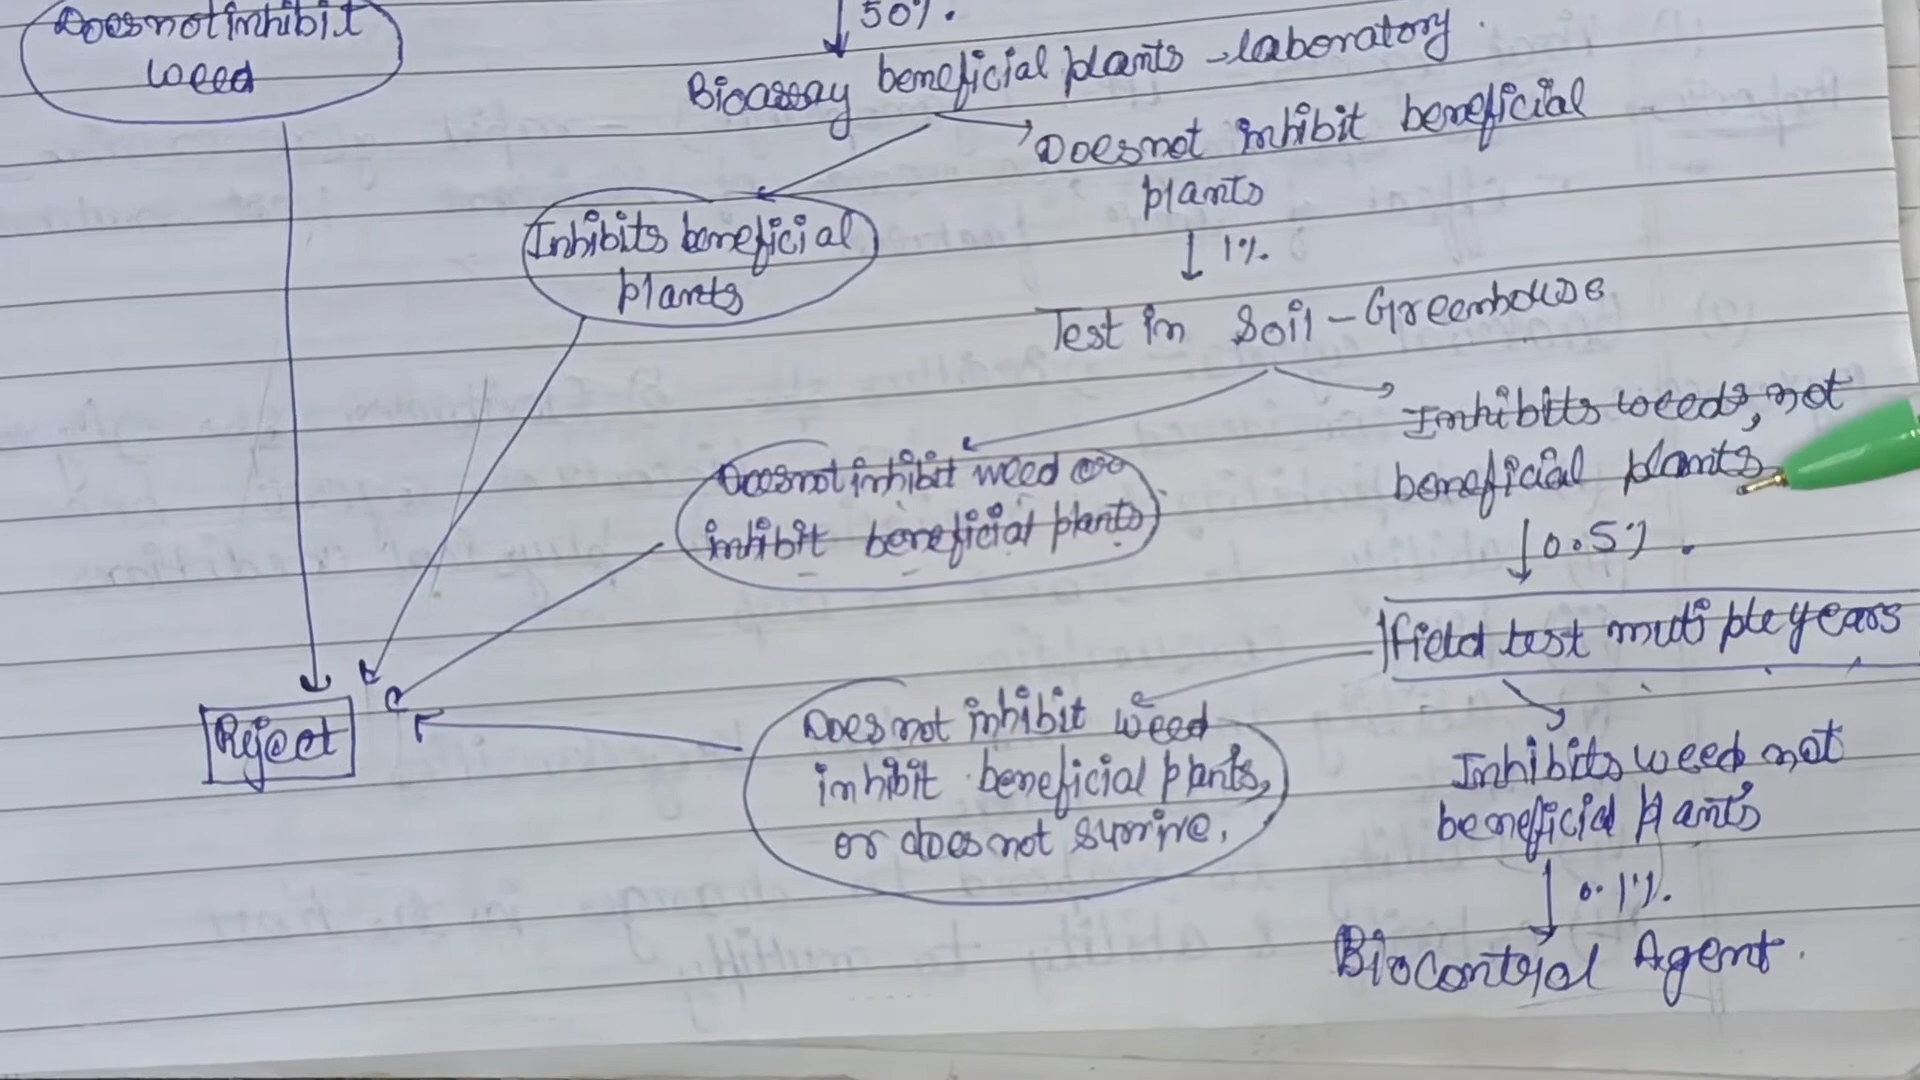 Does not inhibit
weed
50%.
Bioassay beneficial plants - laboratory
Does not inhibit beneficial
plants
Inhibits beneficial
plants
1%.
Test in Soil - Greenhouse
Inhibits weeds, not
beneficial plants
Does not inhibit weed or
inhibit beneficial plants
0.5%.
field test multiple years
Reject
Does not inhibit weed
inhibit beneficial plants,
or does not survive.
Inhibits weed not
beneficial plants
0.1%.
Biocontrol Agent.